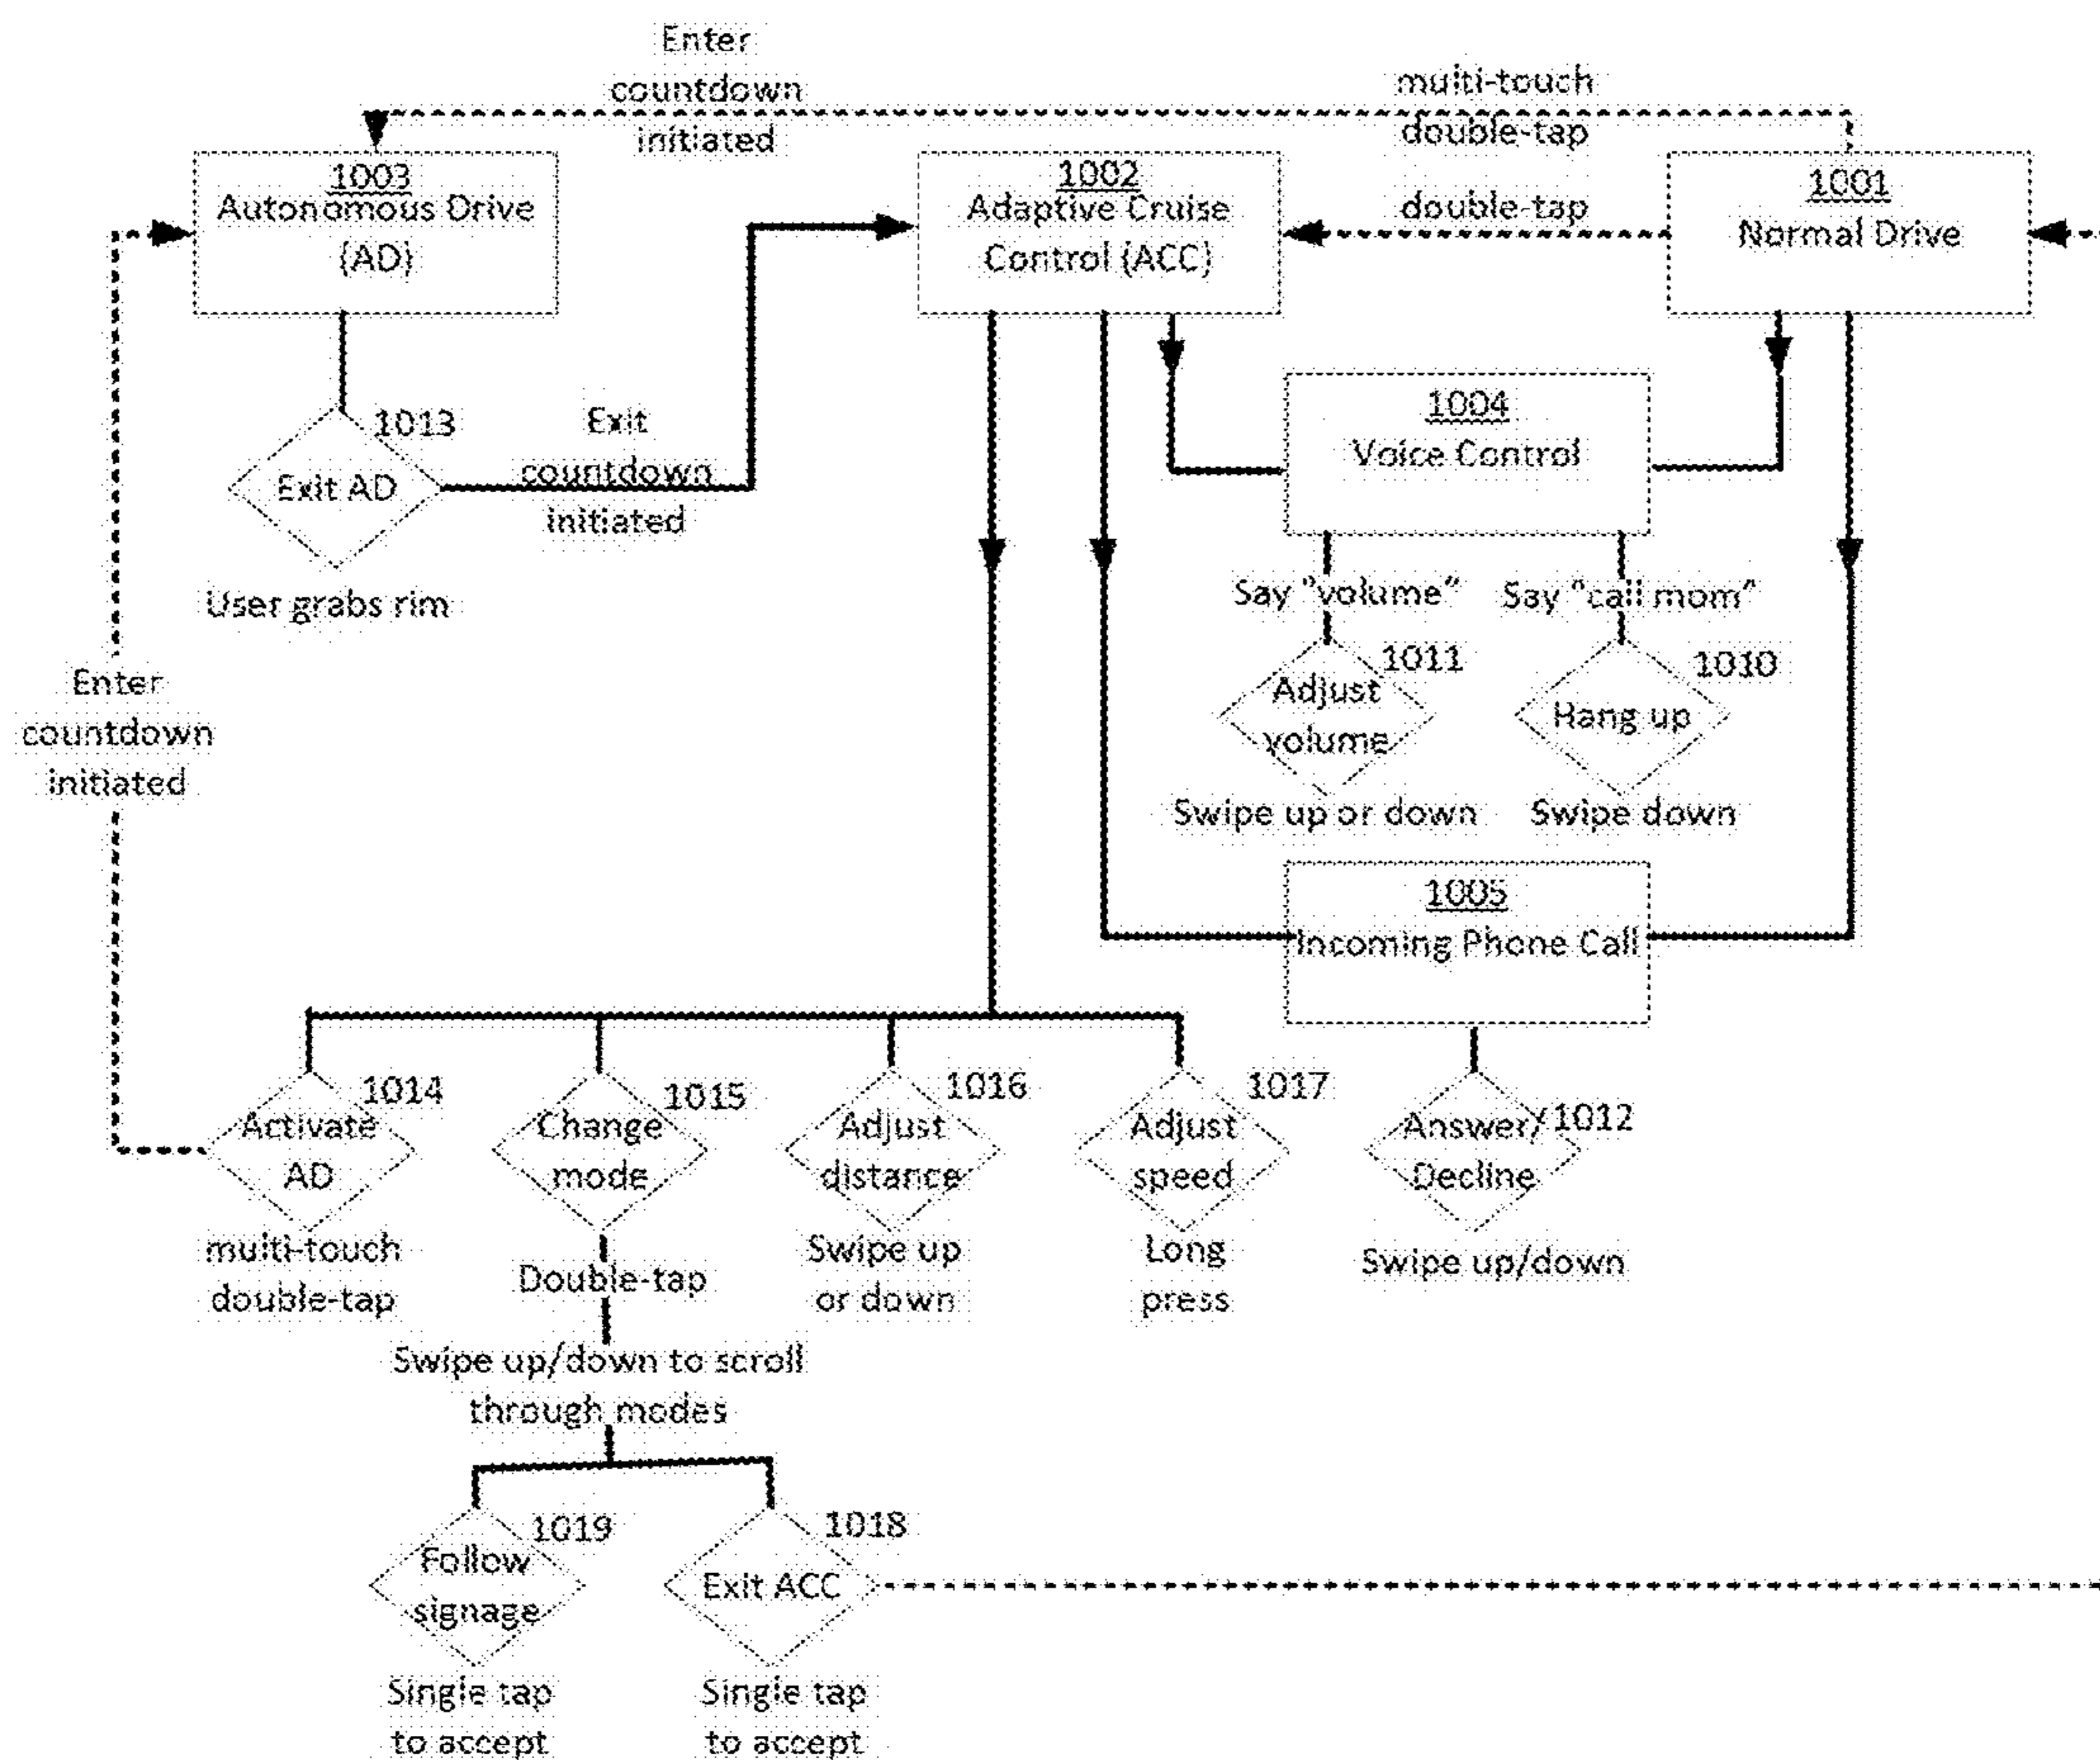 Enter
countdown
initiated
multi-touch
double-tap
1003
Autonomous Drive
(AD)
1002
Adaptive Cruise
Control (ACC)
double-tap
1001
Normal Drive
1013
Exit AD
User grabs rim
Exit
countdown
initiated
1004
Voice Control
Say "volume"
Say "call mom"
1011
Adjust
volume
Swipe up or down
1010
Hang up
Swipe down
Enter
countdown
initiated
1005
Incoming Phone Call
1014
Activate
AD
multi-touch
double-tap
1015
Change
mode
Double-tap
1016
Adjust
distance
Swipe up
or down
1017
Adjust
speed
Long
press
1012
Answer/
Decline
Swipe up/down
Swipe up/down to scroll
through modes
1019
Follow
signage
Single tap
to accept
1018
Exit ACC
Single tap
to accept